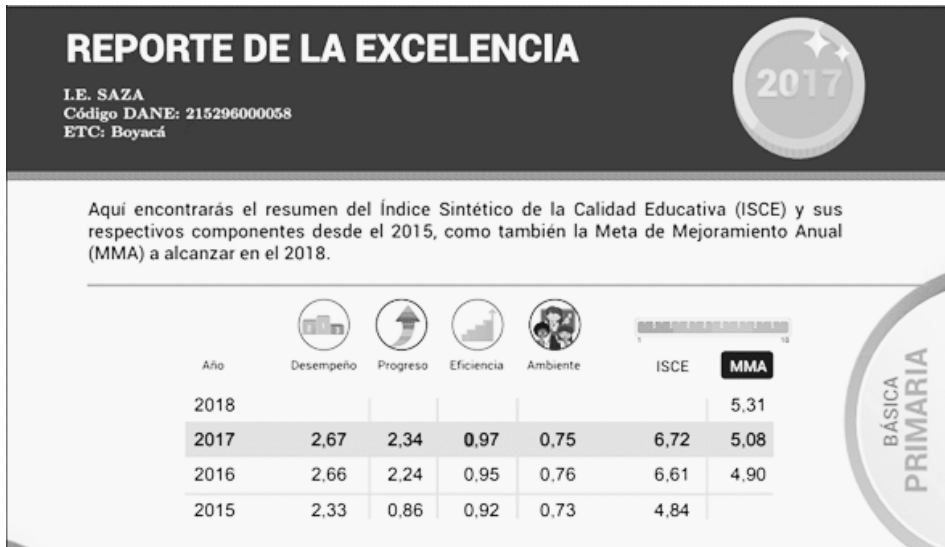 REPORTE DE LA EXCELENCIA
2017
I.E. SAZA
Código DANE: 215296000058
ETC: Boyacá
Aquí encontrarás el resumen del Índice Sintético de la Calidad Educativa (ISCE) y sus
respectivos componentes desde el 2015, como también la Meta de Mejoramiento Anual
(MMA) a alcanzar en el 2018.
1 10
Año Desempeño Progreso Eficiencia Ambiente ISCE MMA
2018 5,31
2017 2,67 2,34 0,97 0,75 6,72 5,08
2016 2,66 2,24 0,95 0,76 6,61 4,90
2015 2,33 0,86 0,92 0,73 4,84
BÁSICA
PRIMARIA